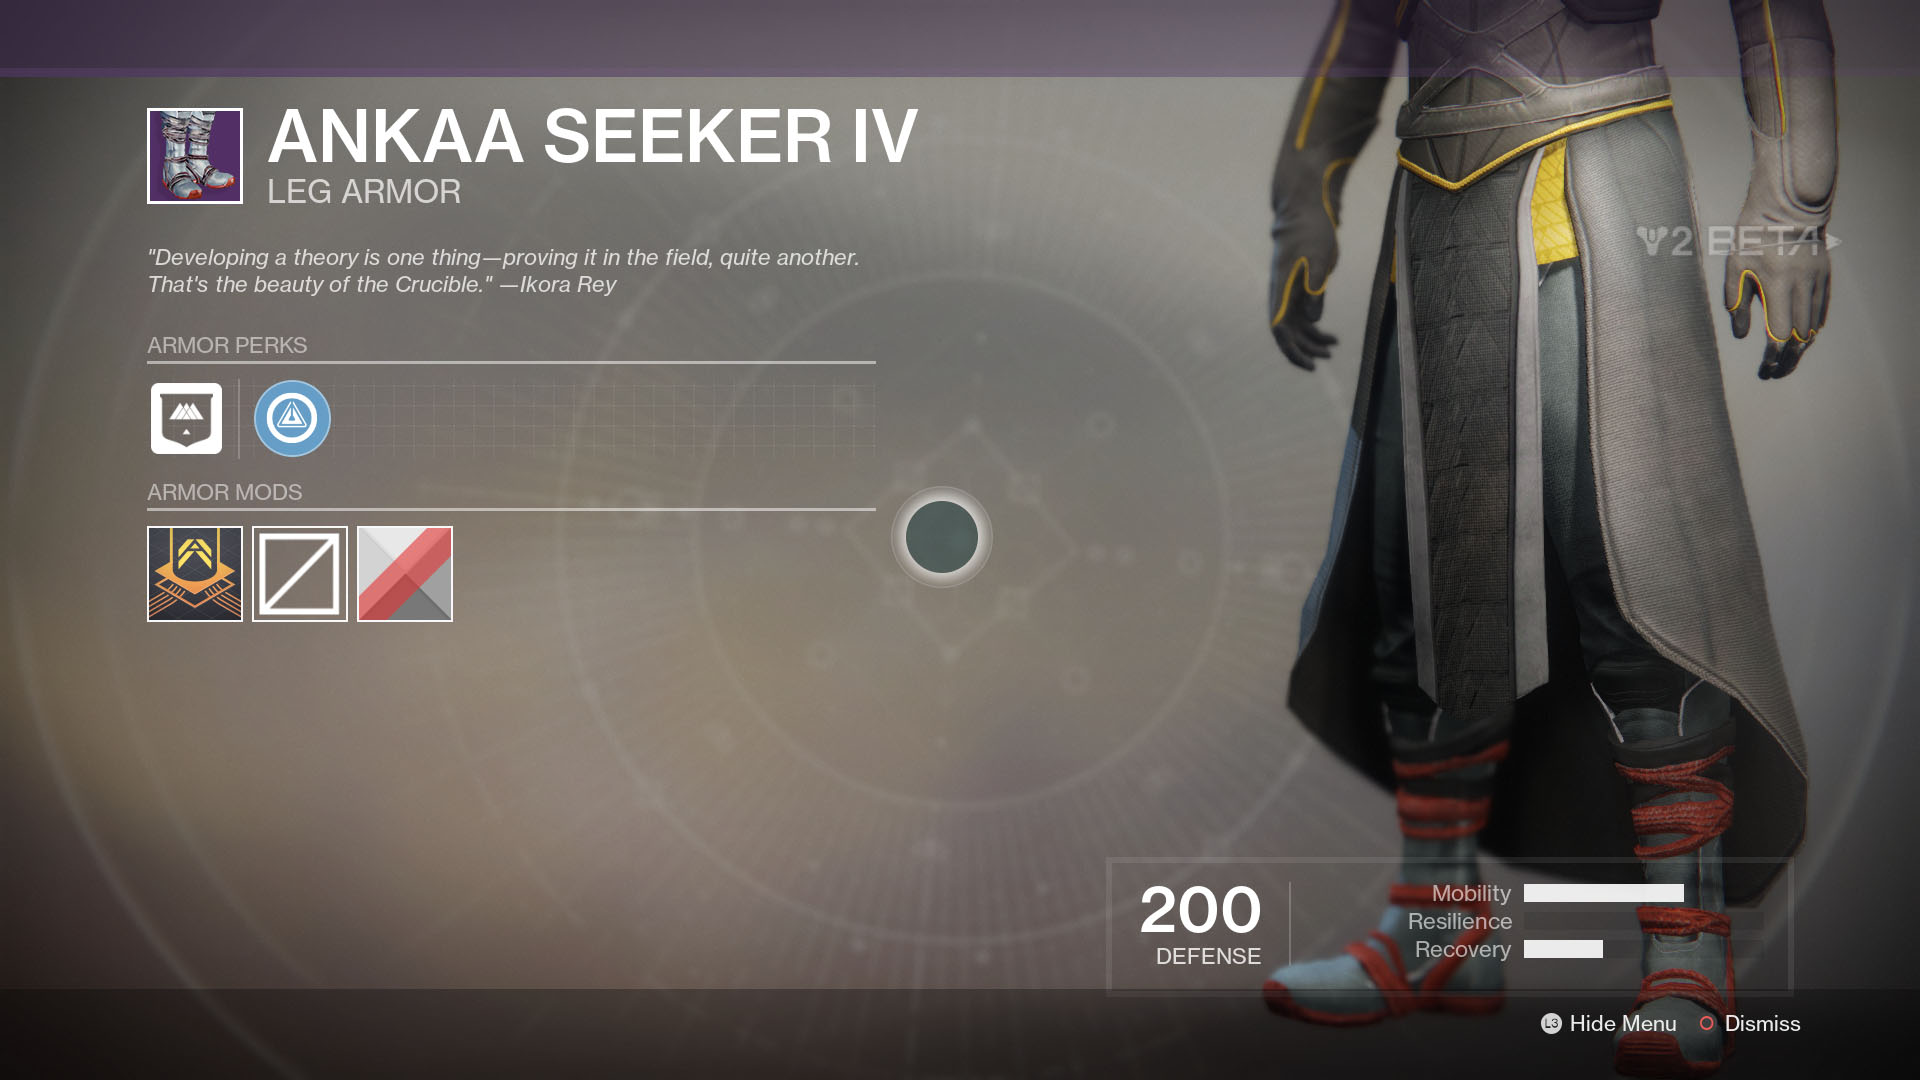 ANKAA SEEKER IV
LEG ARMOR
"Developing a theory is one thing—proving it in the field, quite another.
That's the beauty of the Crucible." —Ikora Rey
ARMOR PERKS
ARMOR MODS
2 BETA
200
DEFENSE
Mobility
Resilience
Recovery
L3 Hide Menu
Dismiss